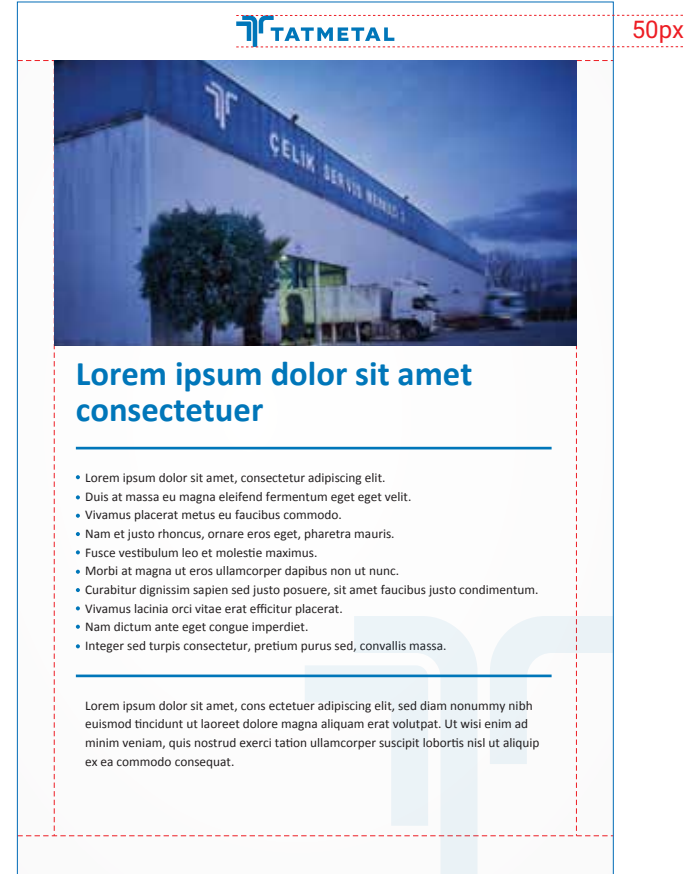 TATMETAL
50px
ÇELİK SERVİS MERKEZİ
Lorem ipsum dolor sit amet
consectetuer
• Lorem ipsum dolor sit amet, consectetur adipiscing elit.
• Duis at massa eu magna eleifend fermentum eget eget velit.
• Vivamus placerat metus eu faucibus commodo.
• Nam et justo rhoncus, ornare eros eget, pharetra mauris.
• Fusce vestibulum leo et molestie maximus.
• Morbi at magna ut eros ullamcorper dapibus non ut nunc.
• Curabitur dignissim sapien sed justo posuere, sit amet faucibus justo condimentum.
• Vivamus lacinia orci vitae erat efficitur placerat.
• Nam dictum ante eget congue imperdiet.
• Integer sed turpis consectetur, pretium purus sed, convallis massa.
Lorem ipsum dolor sit amet, cons ectetuer adipiscing elit, sed diam nonummy nibh
euismod tincidunt ut laoreet dolore magna aliquam erat volutpat. Ut wisi enim ad
minim veniam, quis nostrud exerci tation ullamcorper suscipit lobortis nisl ut aliquip
ex ea commodo consequat.